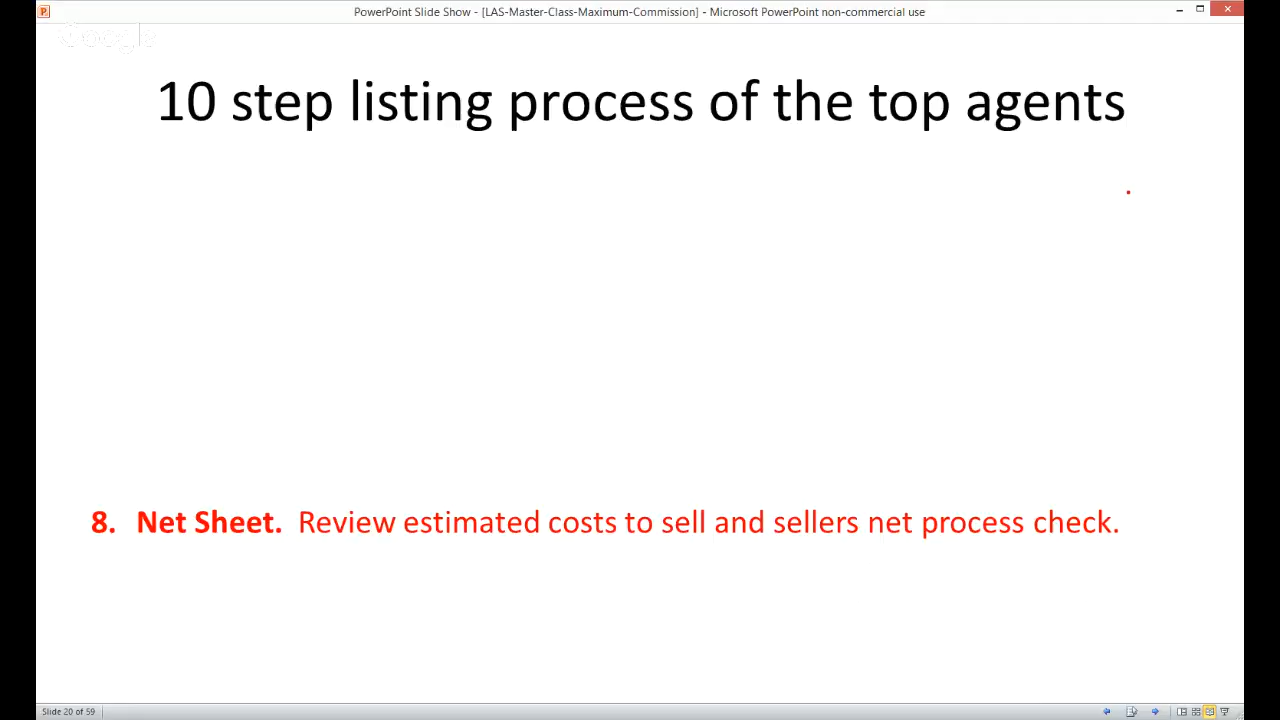 PowerPoint Slide Show - [LAS-Master-Class-Maximum-Commission] - Microsoft PowerPoint non-commercial use
Google
10 step listing process of the top agents
8. Net Sheet. Review estimated costs to sell and sellers net process check.
Slide 20 of 59